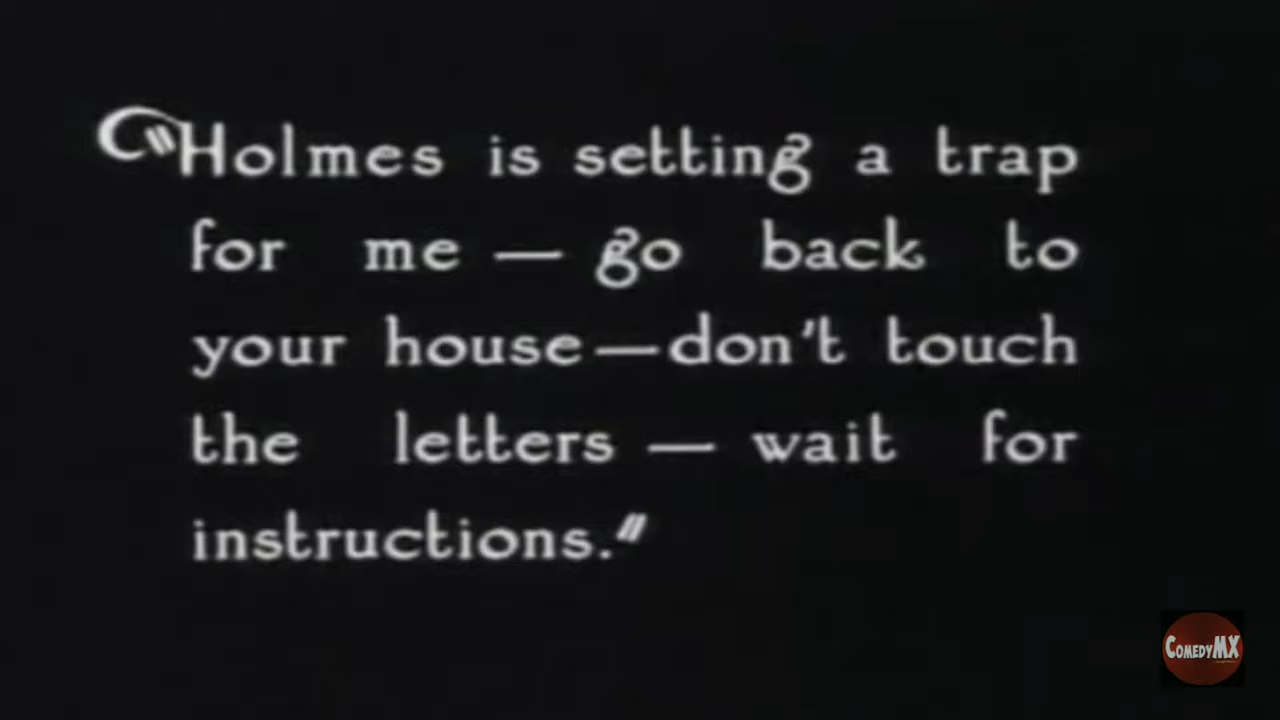 "Holmes is setting a trap
for me — go back to
your house — don't touch
the letters — wait for
instructions."
COMEDYMX